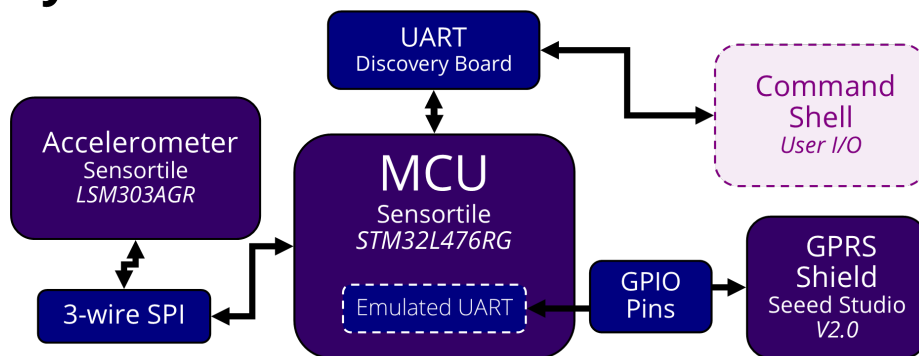 UART
Discovery Board
Command
Shell
User I/O
Accelerometer
Sensortile
LSM303AGR
MCU
Sensortile
STM32L476RG
GPRS
Shield
Seeed Studio
V2.0
GPIO
Pins
3-wire SPI
Emulated UART